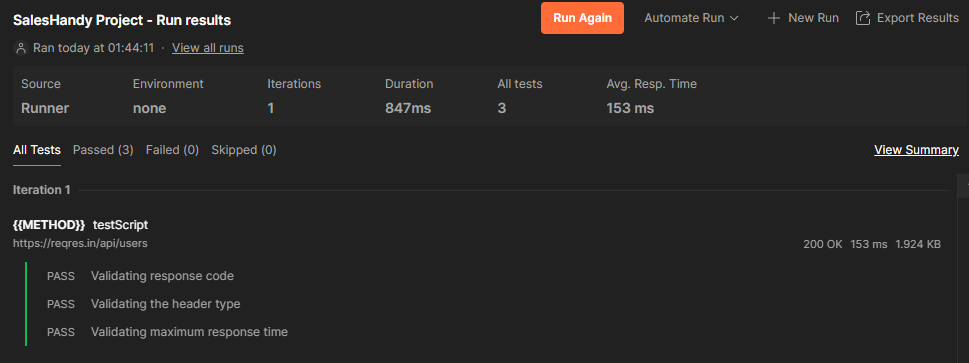 SalesHandy Project - Run results
Run Again Automate Run New Run Export Results
Ran today at 01:44:11 · View all runs
Source Environment Iterations Duration All tests Avg. Resp. Time
Runner none 1 847ms 3 153 ms
All Tests Passed (3) Failed (0) Skipped (0) View Summary
Iteration 1
{{METHOD}} testScript
https://reqres.in/api/users 200 OK 153 ms 1.924 KB
PASS Validating response code
PASS Validating the header type
PASS Validating maximum response time